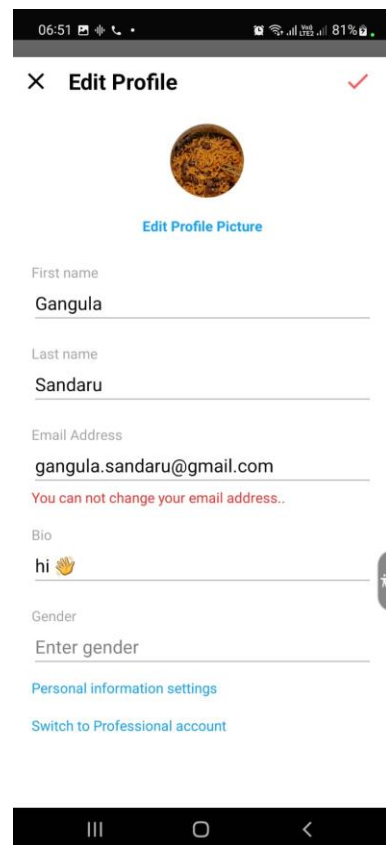 06:51
Vo) LTE2 81%
Edit Profile
Edit Profile Picture
First name
Gangula
Last name
Sandaru
Email Address
gangula.sandaru@gmail.com
You can not change your email address..
Bio
hi 👋
Gender
Enter gender
Personal information settings
Switch to Professional account